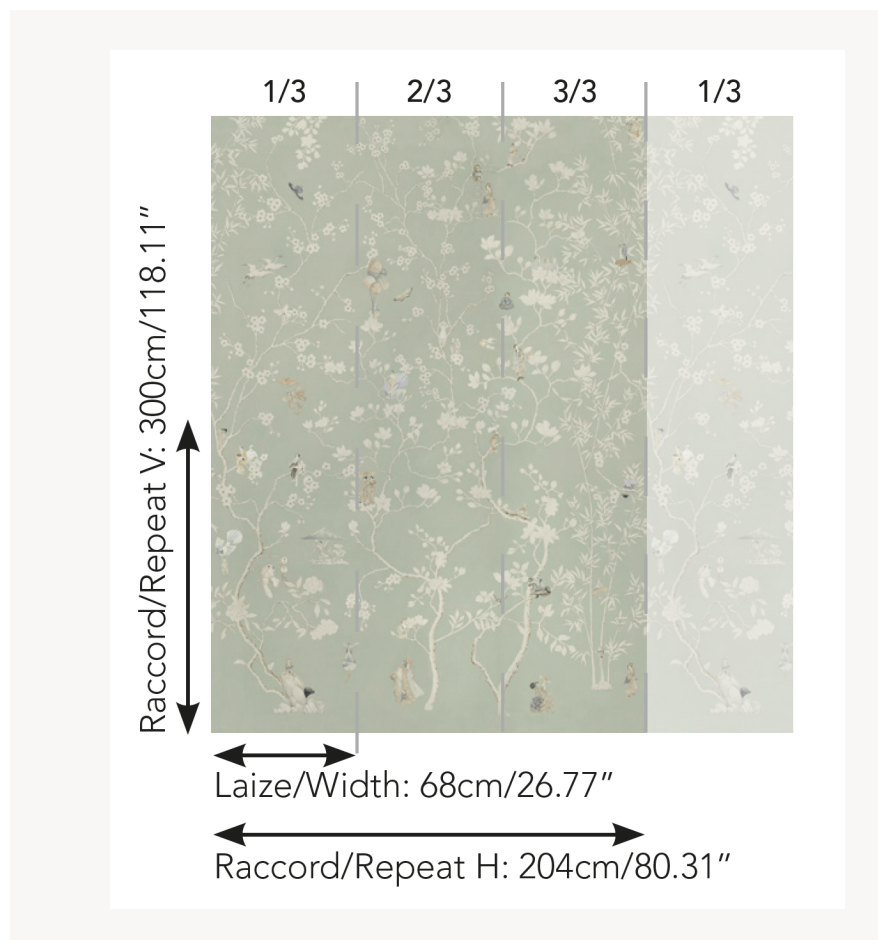 1/3 2/3 3/3 1/3
Raccord/Repeat V: 300cm/118.11”
Laize/Width: 68cm/26.77”
Raccord/Repeat H: 204cm/80.31”